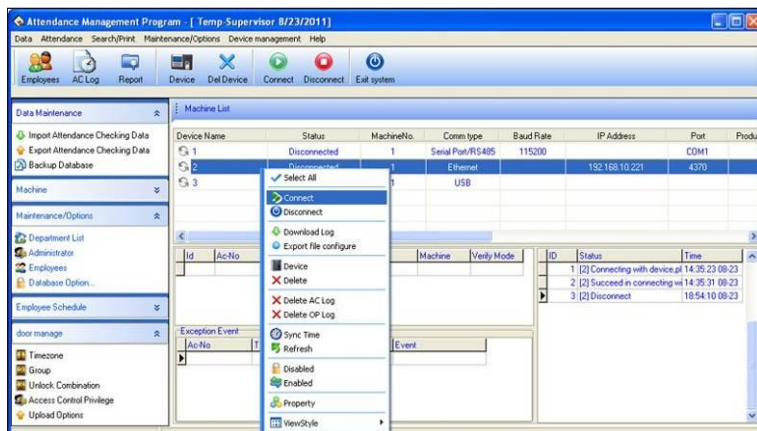 Attendance Management Program - [ Temp-Supervisor 8/23/2011]
Data Attendance Search/Print Maintenance/Options Device management Help
Employees AC Log Report Device Del Device Connect Disconnect Exit system
Data Maintenance
Import Attendance Checking Data
Export Attendance Checking Data
Backup Database
Machine
Maintenance/Options
Department List
Administrator
Employees
Database Option...
Employee Schedule
door manage
Timezone
Group
Unlock Combination
Access Control Privilege
Upload Options
Machine List
Device Name Status MachineNo. Comm type Baud Rate IP Address Port Produ
1 Disconnected 1 Serial Port/RS485 115200 COM1
2 Disconnected 1 Ethernet 192.168.10.221 4370
3 1 USB
Select All
Connect
Disconnect
Download Log
Export file configure
Device
Delete
Delete AC Log
Delete OP Log
Sync Time
Refresh
Disabled
Enabled
Property
ViewStyle
Id Ac-No Machine Verify Mode
Exception Event
Ac-No T Event
ID Status Time
1 [2] Connecting with device,pl 14:35:23 08-23
2 [2] Succeed in connecting wi 14:35:31 08-23
3 [2] Disconnect 18:54:10 08-23